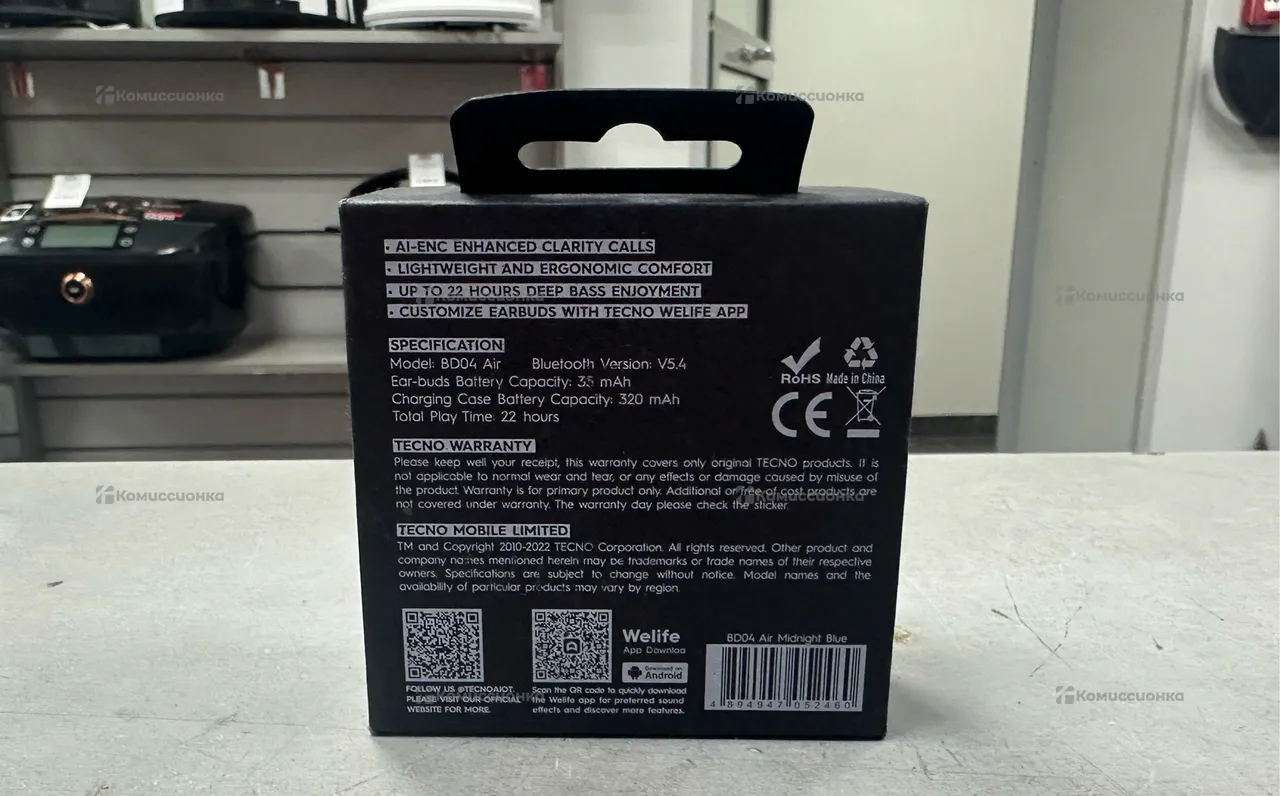 Комиссионка
Комиссионка
• AI-ENC ENHANCED CLARITY CALLS
• LIGHTWEIGHT AND ERGONOMIC COMFORT
• UP TO 22 HOURS DEEP BASS ENJOYMENT
Комиссионка
Комиссионка
• CUSTOMIZE EARBUDS WITH TECNO WELIFE APP
SPECIFICATION
Model: BD04 Air Bluetooth Version: V5.4
Ear-buds Battery Capacity: 35 mAh
Charging Case Battery Capacity: 320 mAh
Total Play Time: 22 hours
RoHS Made in China
CE
TECNO WARRANTY
Please keep well your receipt, this warranty covers only original TECNO products. It is
not applicable to normal wear and tear, or any effects or damage caused by misuse of
the product. Warranty is for primary product only. Additional or free of cost products are
not covered under warranty. The warranty day please check the sticker.
Комиссионка
Комиссионка
TECNO MOBILE LIMITED
TM and Copyright 2010-2022 TECNO Corporation. All rights reserved. Other product and
company names mentioned herein may be trademarks or trade names of their respective
owners. Specifications are subject to change without notice. Model names and the
availability of particular products may vary by region.
FOLLOW US @TECNOAIOT.
PLEASE VISIT OUR OFFICIAL
WEBSITE FOR MORE.
Welife
App Downloa
Download on
Android
Scan the QR code to quickly download
the Welife app for preferred sound
effects and discover more features.
BD04 Air Midnight Blue
4 894947 052460
Комиссионка
Комиссионка